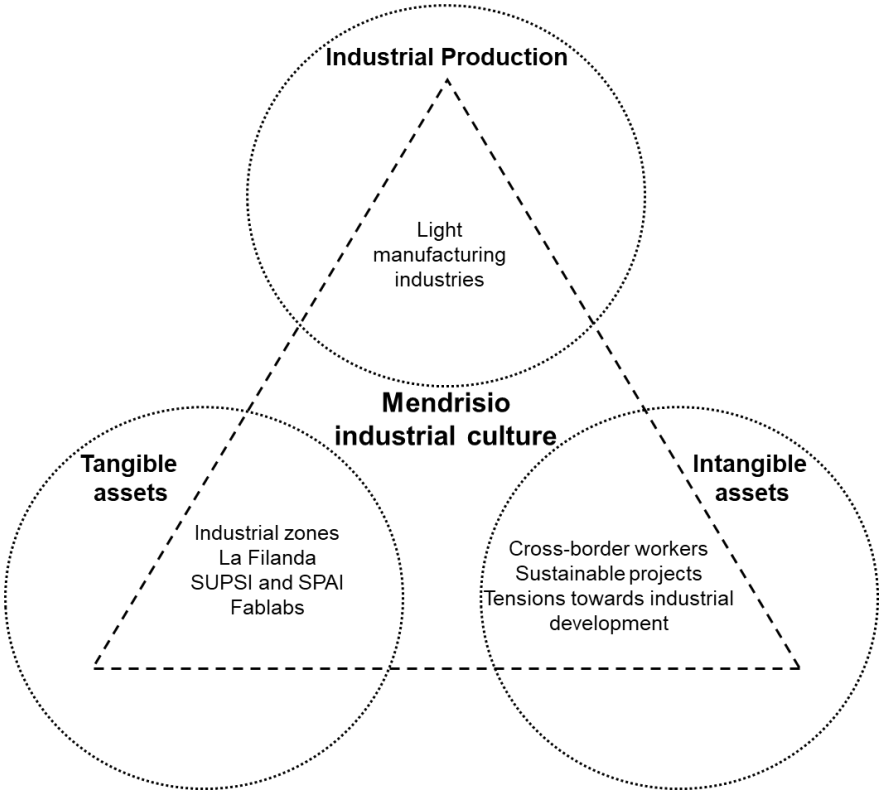 Industrial Production
Light
manufacturing
industries
Mendrisio
industrial culture
Tangible
assets
Industrial zones
La Filanda
SUPSI and SPAI
Fablabs
Intangible
assets
Cross-border workers
Sustainable projects
Tensions towards industrial
development